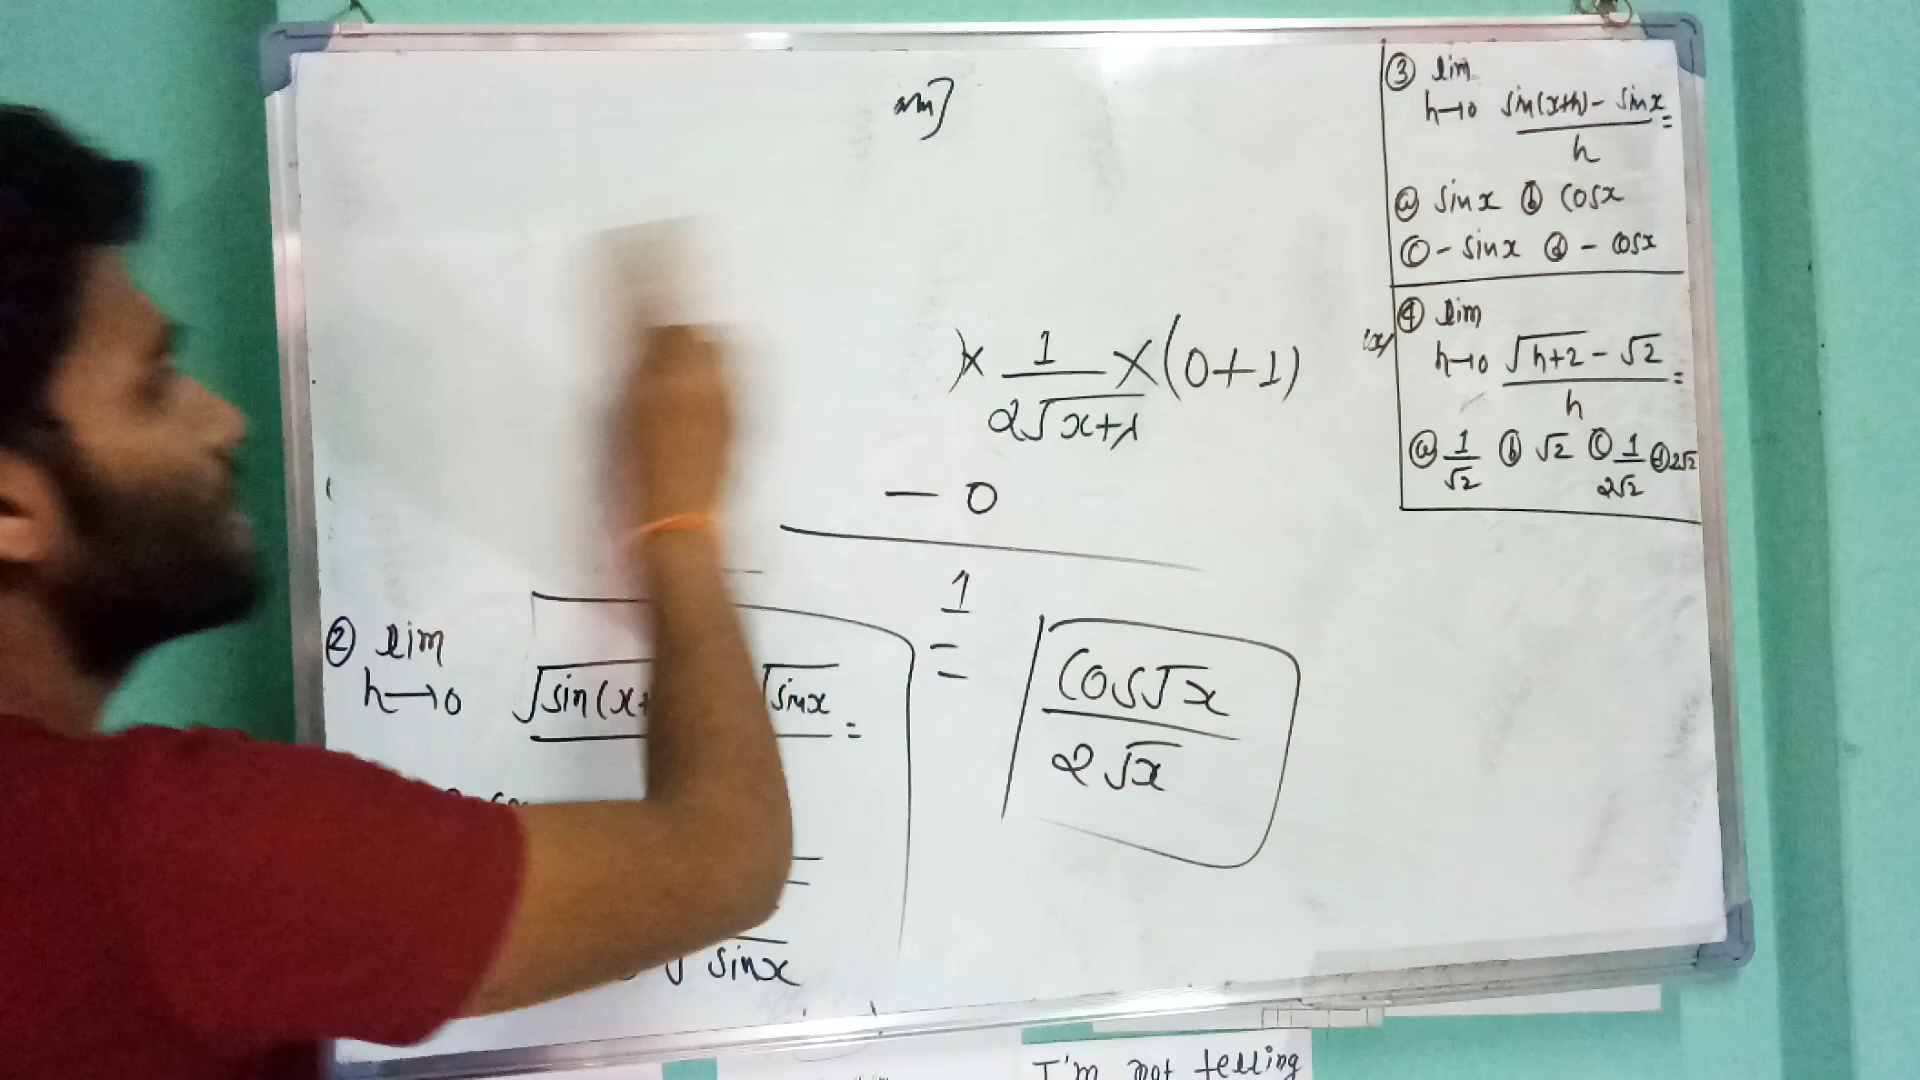 ③ lim
h→0 sin(x+h) - sinx =
h
ⓐ sinx ⓑ cosx
ⓒ - sinx ⓓ - cosx
④ lim
h→0 √h+2 - √2 =
h
ⓐ 1/√2 ⓑ √2 ⓒ 1/2√2 ⓓ 2√2
× 1 × (0+1)
2√x+
- 0
1
② lim
h→0 √sin(x+ √sinx =
= cos√x
2√x
√sinx
I'm not telling